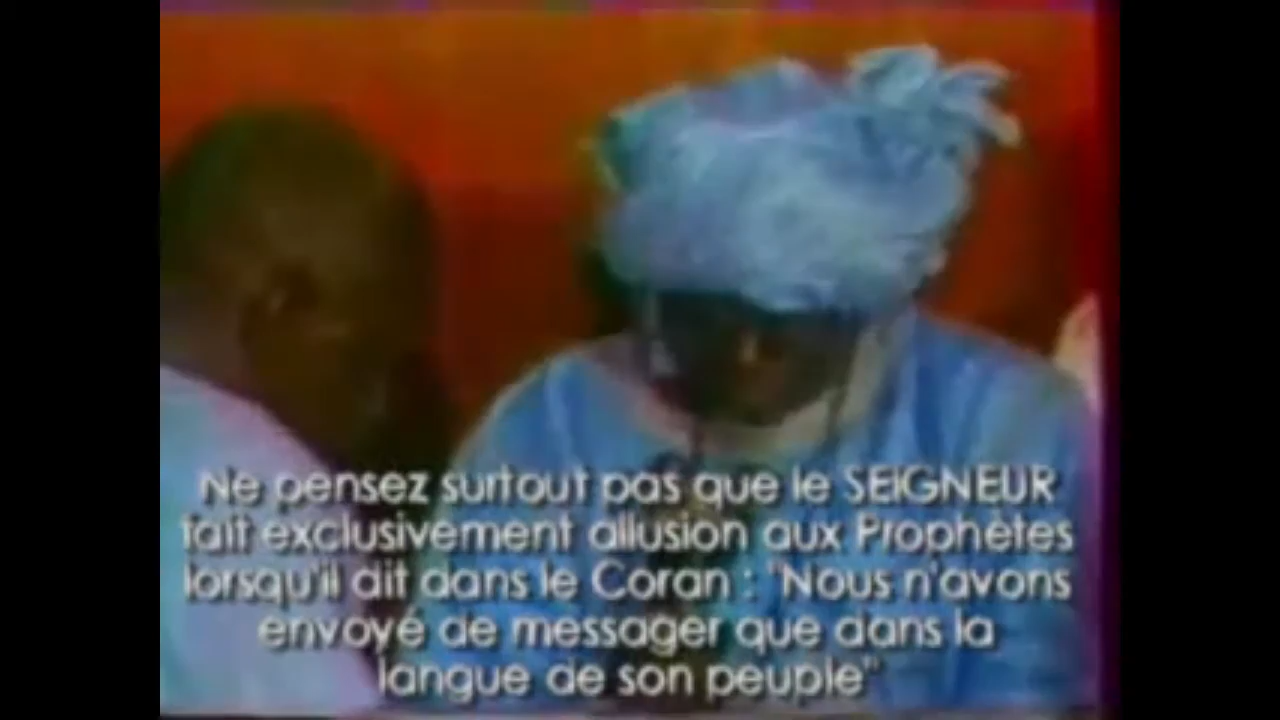 Ne pensez surtout pas que le SEIGNEUR
fait exclusivement allusion aux Prophètes
lorsqu'il dit dans le Coran : "Nous n'avons
envoyé de messager que dans la
langue de son peuple"